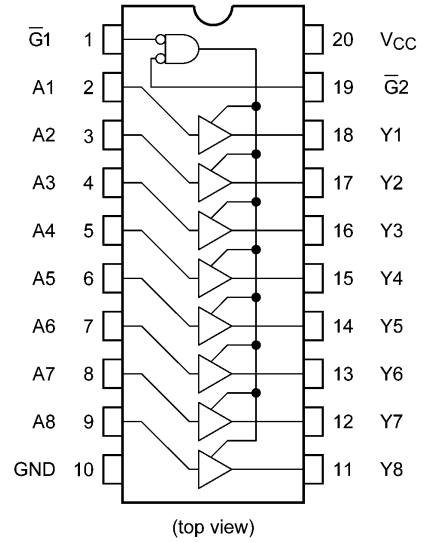 G̅1 1 20 VCC
A1 2 19 G̅2
A2 3 18 Y1
A3 4 17 Y2
A4 5 16 Y3
A5 6 15 Y4
A6 7 14 Y5
A7 8 13 Y6
A8 9 12 Y7
GND 10 11 Y8
(top view)